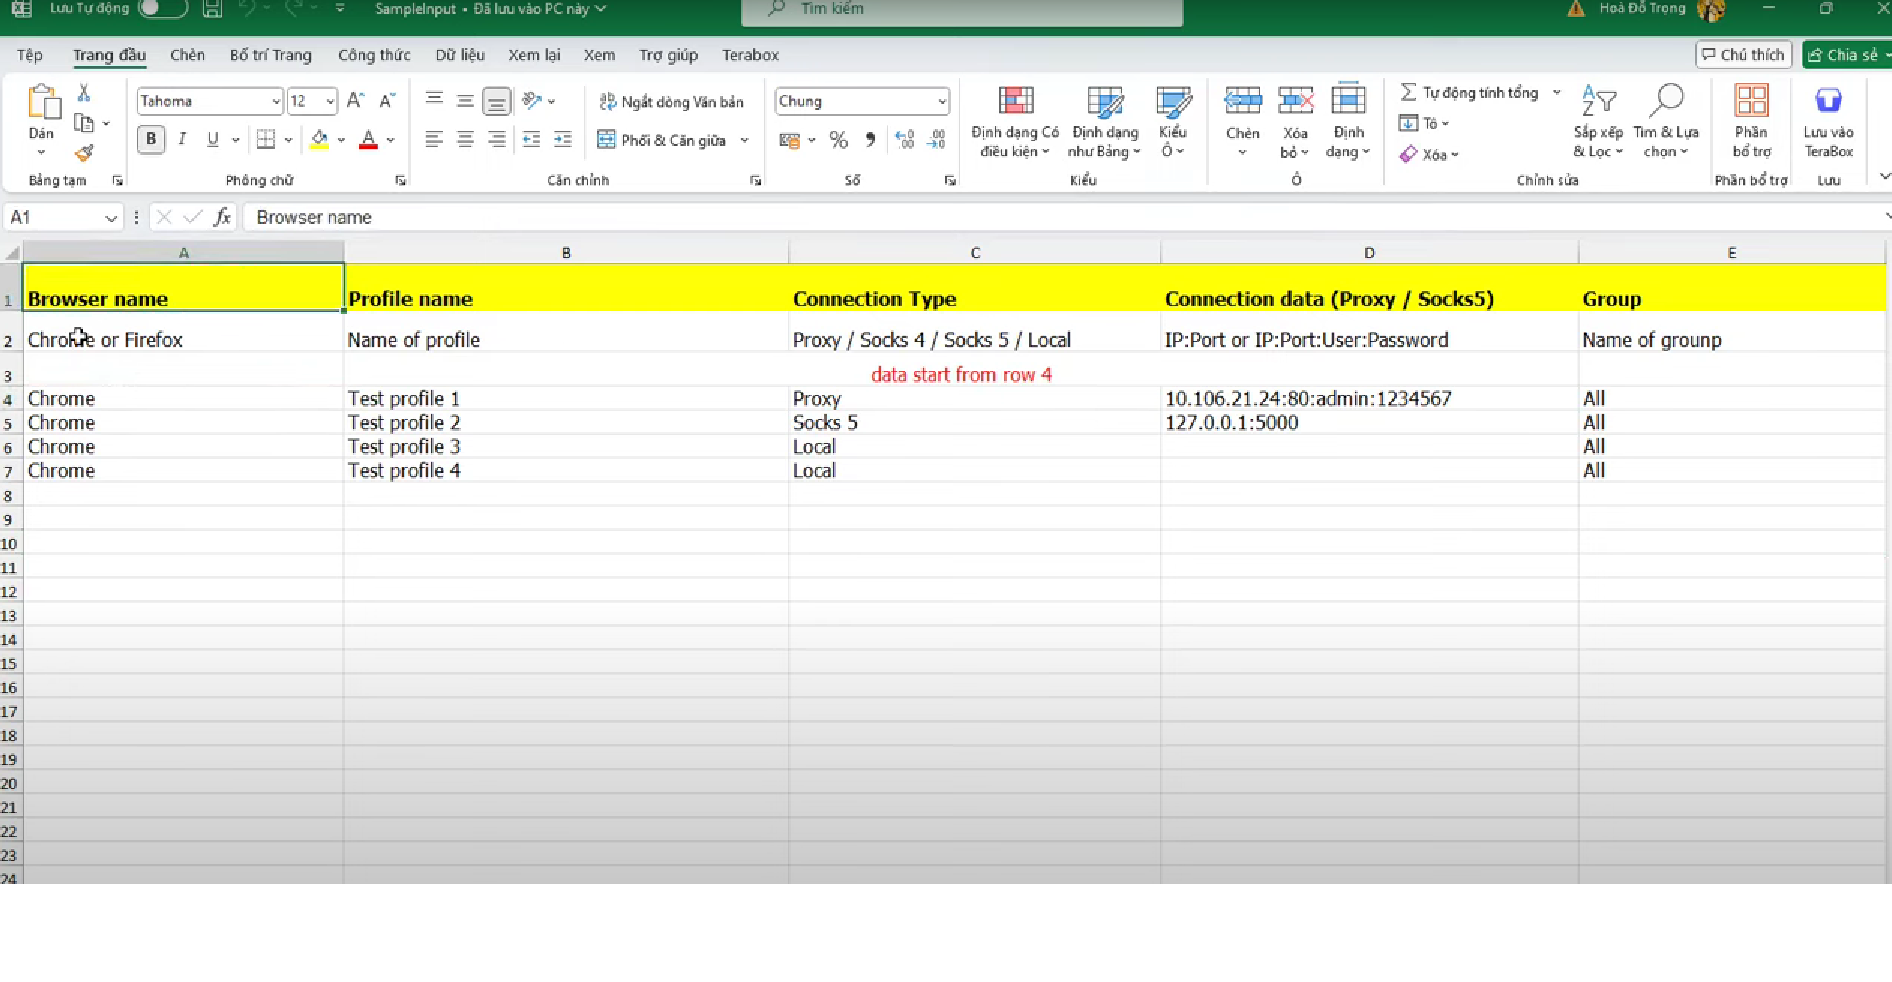 Lưu Tự động SampleInput • Đã lưu vào PC này Tìm kiếm Hoà Đỗ Trọng
Tệp Trang đầu Chèn Bố trí Trang Công thức Dữ liệu Xem lại Xem Trợ giúp Terabox Chú thích Chia sẻ
Dán
Bảng tạm
Tahoma 12
B I U
Phông chữ
Ngắt dòng Văn bản
Phối & Căn giữa
Căn chỉnh
Chung
%
Số
Định dạng Có
điều kiện
Định dạng
như Bảng
Kiểu
Ô
Kiểu
Chèn
Xóa
bỏ
Định
dạng
Ô
Tự động tính tổng
Tô
Xóa
Sắp xếp
& Lọc
Tìm & Lựa
chọn
Chỉnh sửa
Phần
bổ trợ
Phần bổ trợ
Lưu vào
TeraBox
Lưu
A1 fx Browser name
A B C D E
1 Browser name Profile name Connection Type Connection data (Proxy / Socks5) Group
2 Chrome or Firefox Name of profile Proxy / Socks 4 / Socks 5 / Local IP:Port or IP:Port:User:Password Name of grounp
3 data start from row 4
4 Chrome Test profile 1 Proxy 10.106.21.24:80:admin:1234567 All
5 Chrome Test profile 2 Socks 5 127.0.0.1:5000 All
6 Chrome Test profile 3 Local All
7 Chrome Test profile 4 Local All
8
9
10
11
12
13
14
15
16
17
18
19
20
21
22
23
24